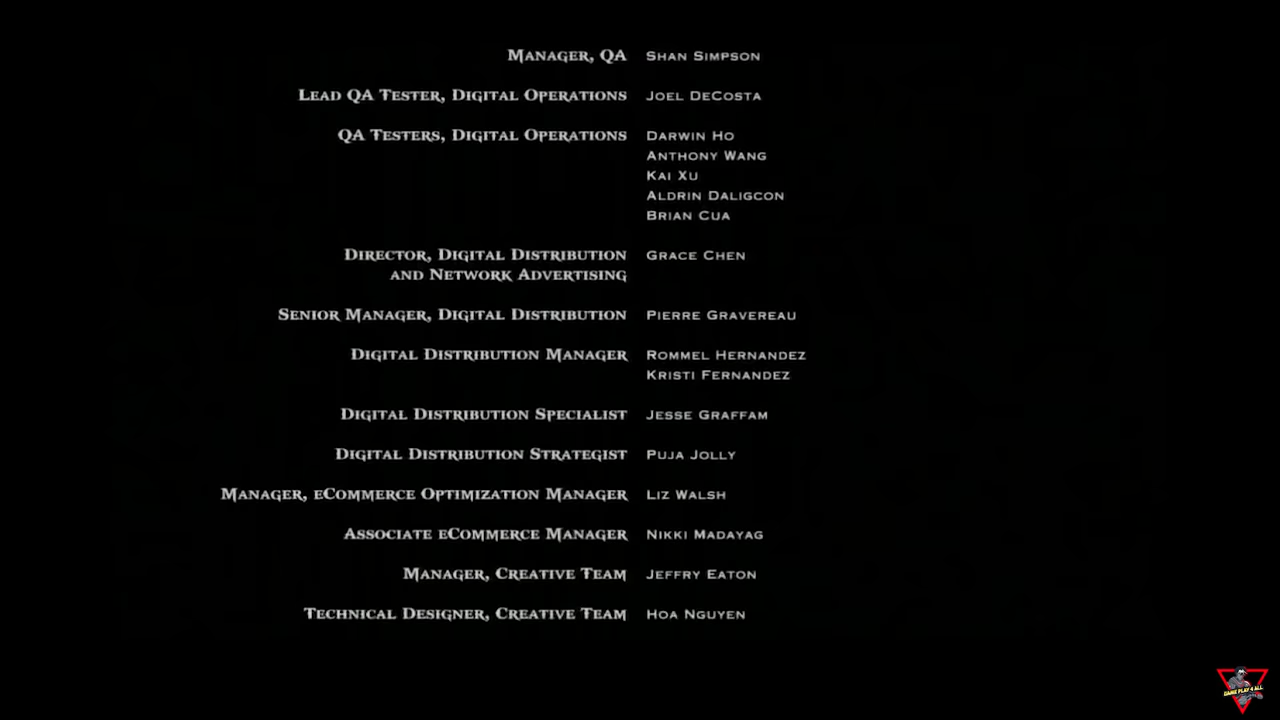 Manager, QA Shan Simpson
Lead QA Tester, Digital Operations Joel DeCosta
QA Testers, Digital Operations Darwin Ho
Anthony Wang
Kai Xu
Aldrin Daligcon
Brian Cua
Director, Digital Distribution Grace Chen
and Network Advertising
Senior Manager, Digital Distribution Pierre Gravereau
Digital Distribution Manager Rommel Hernandez
Kristi Fernandez
Digital Distribution Specialist Jesse Graffam
Digital Distribution Strategist Puja Jolly
Manager, eCommerce Optimization Manager Liz Walsh
Associate eCommerce Manager Nikki Madayag
Manager, Creative Team Jeffry Eaton
Technical Designer, Creative Team Hoa Nguyen
GAME PLAY 4 ALL